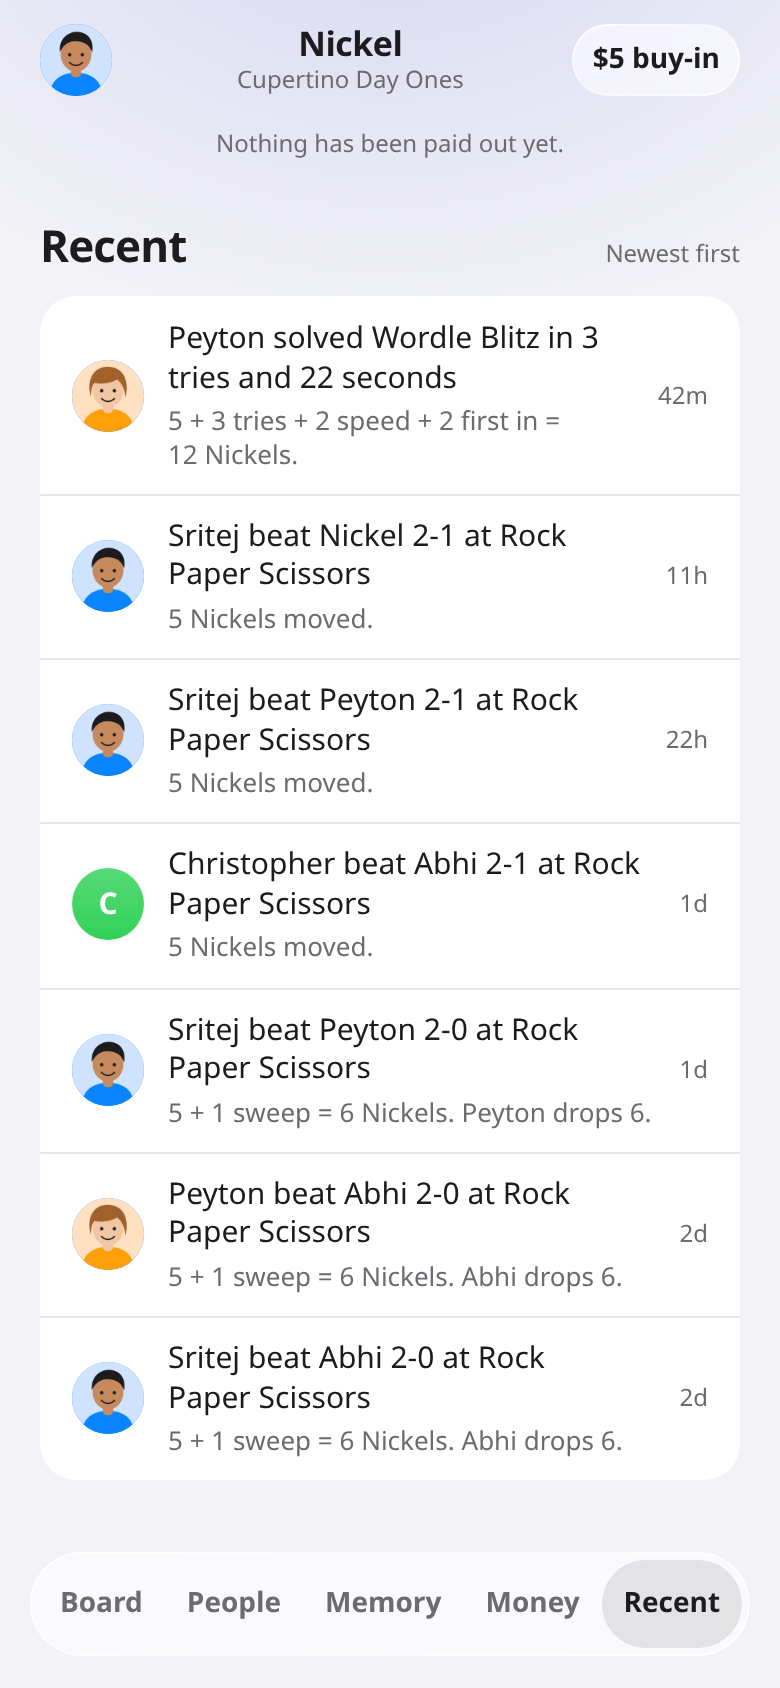 Nickel
Cupertino Day Ones
$5 buy-in
Nothing has been paid out yet.
Recent
Newest first
Peyton solved Wordle Blitz in 3
tries and 22 seconds
5 + 3 tries + 2 speed + 2 first in =
12 Nickels.
42m
Sritej beat Nickel 2-1 at Rock
Paper Scissors
5 Nickels moved.
11h
Sritej beat Peyton 2-1 at Rock
Paper Scissors
5 Nickels moved.
22h
C
Christopher beat Abhi 2-1 at Rock
Paper Scissors
5 Nickels moved.
1d
Sritej beat Peyton 2-0 at Rock
Paper Scissors
5 + 1 sweep = 6 Nickels. Peyton drops 6.
1d
Peyton beat Abhi 2-0 at Rock
Paper Scissors
5 + 1 sweep = 6 Nickels. Abhi drops 6.
2d
Sritej beat Abhi 2-0 at Rock
Paper Scissors
5 + 1 sweep = 6 Nickels. Abhi drops 6.
2d
Board
People
Memory
Money
Recent